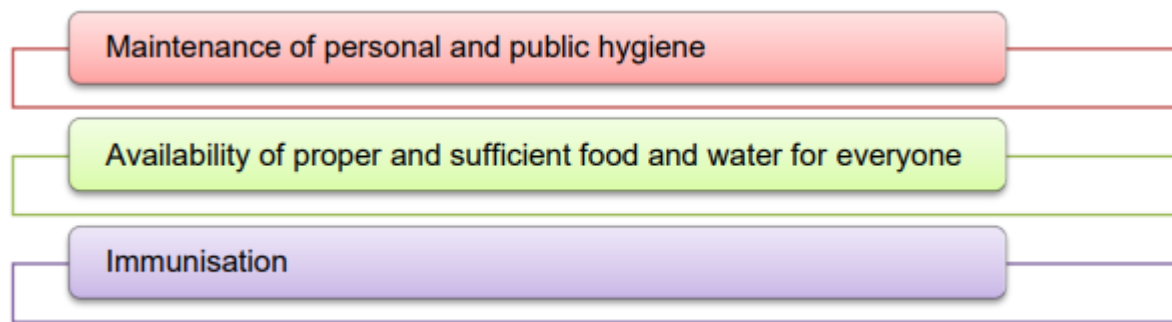 Maintenance of personal and public hygiene
Availability of proper and sufficient food and water for everyone
Immunisation